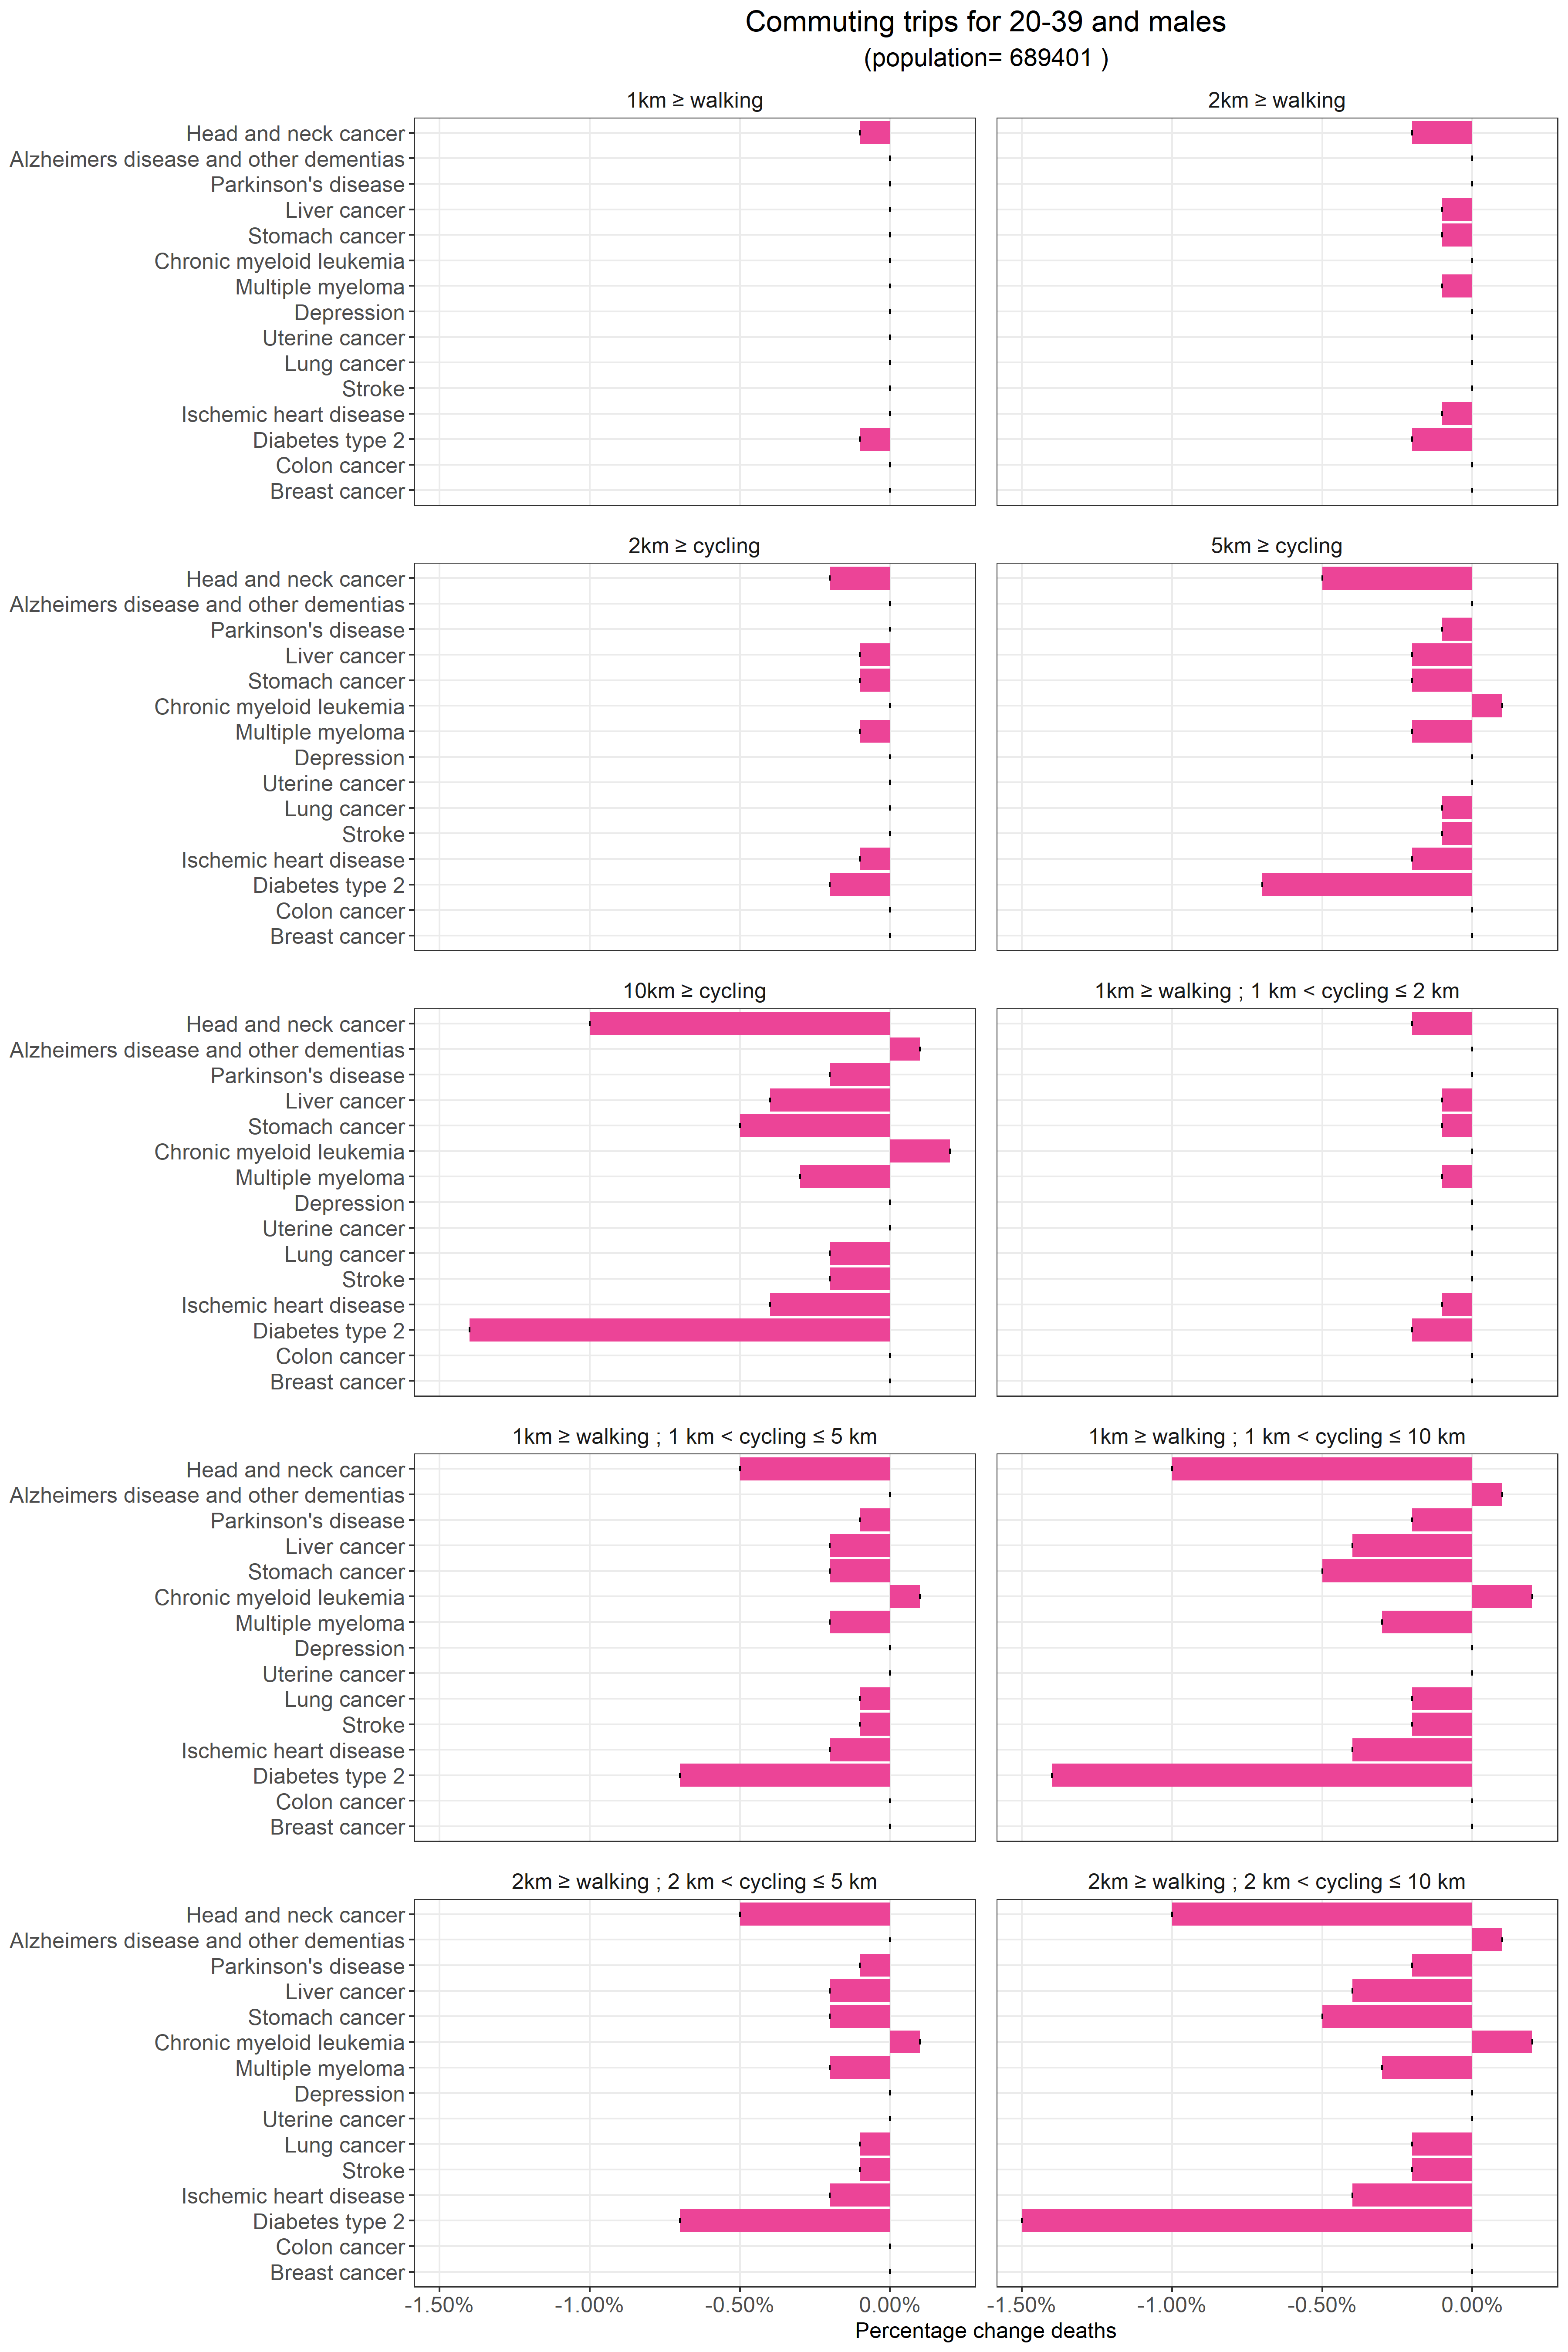 Commuting trips for 20-39 and males
(population= 689401 )
1km ≥ walking
2km ≥ walking
Head and neck cancer
Alzheimers disease and other dementias
Parkinson's disease
Liver cancer
Stomach cancer
Chronic myeloid leukemia
Multiple myeloma
Depression
Uterine cancer
Lung cancer
Stroke
Ischemic heart disease
Diabetes type 2
Colon cancer
Breast cancer
2km ≥ cycling
5km ≥ cycling
Head and neck cancer
Alzheimers disease and other dementias
Parkinson's disease
Liver cancer
Stomach cancer
Chronic myeloid leukemia
Multiple myeloma
Depression
Uterine cancer
Lung cancer
Stroke
Ischemic heart disease
Diabetes type 2
Colon cancer
Breast cancer
10km ≥ cycling
1km ≥ walking ; 1 km < cycling ≤ 2 km
Head and neck cancer
Alzheimers disease and other dementias
Parkinson's disease
Liver cancer
Stomach cancer
Chronic myeloid leukemia
Multiple myeloma
Depression
Uterine cancer
Lung cancer
Stroke
Ischemic heart disease
Diabetes type 2
Colon cancer
Breast cancer
1km ≥ walking ; 1 km < cycling ≤ 5 km
1km ≥ walking ; 1 km < cycling ≤ 10 km
Head and neck cancer
Alzheimers disease and other dementias
Parkinson's disease
Liver cancer
Stomach cancer
Chronic myeloid leukemia
Multiple myeloma
Depression
Uterine cancer
Lung cancer
Stroke
Ischemic heart disease
Diabetes type 2
Colon cancer
Breast cancer
2km ≥ walking ; 2 km < cycling ≤ 5 km
2km ≥ walking ; 2 km < cycling ≤ 10 km
Head and neck cancer
Alzheimers disease and other dementias
Parkinson's disease
Liver cancer
Stomach cancer
Chronic myeloid leukemia
Multiple myeloma
Depression
Uterine cancer
Lung cancer
Stroke
Ischemic heart disease
Diabetes type 2
Colon cancer
Breast cancer
-1.50% -1.00% -0.50% 0.00% -1.50% -1.00% -0.50% 0.00%
Percentage change deaths